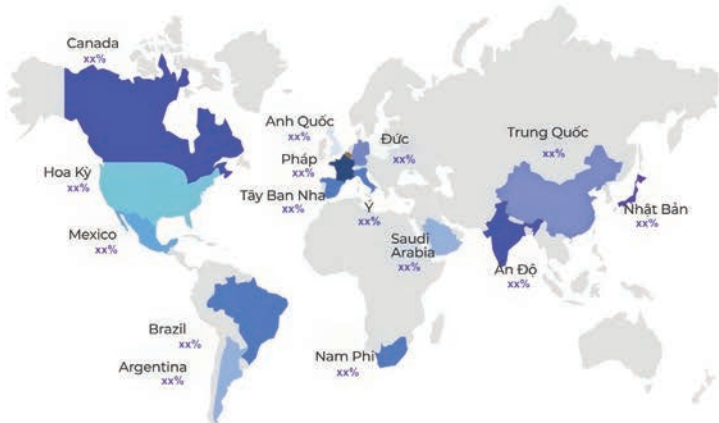 Canada
xx%
Anh Quốc
xx%
Đức
xx%
Trung Quốc
xx%
Pháp
xx%
Hoa Kỳ
xx%
Tây Ban Nha
xx%
Ý
xx%
Nhật Bản
xx%
Mexico
xx%
Saudi
Arabia
xx%
Ấn Độ
xx%
Brazil
xx%
Nam Phi
xx%
Argentina
xx%